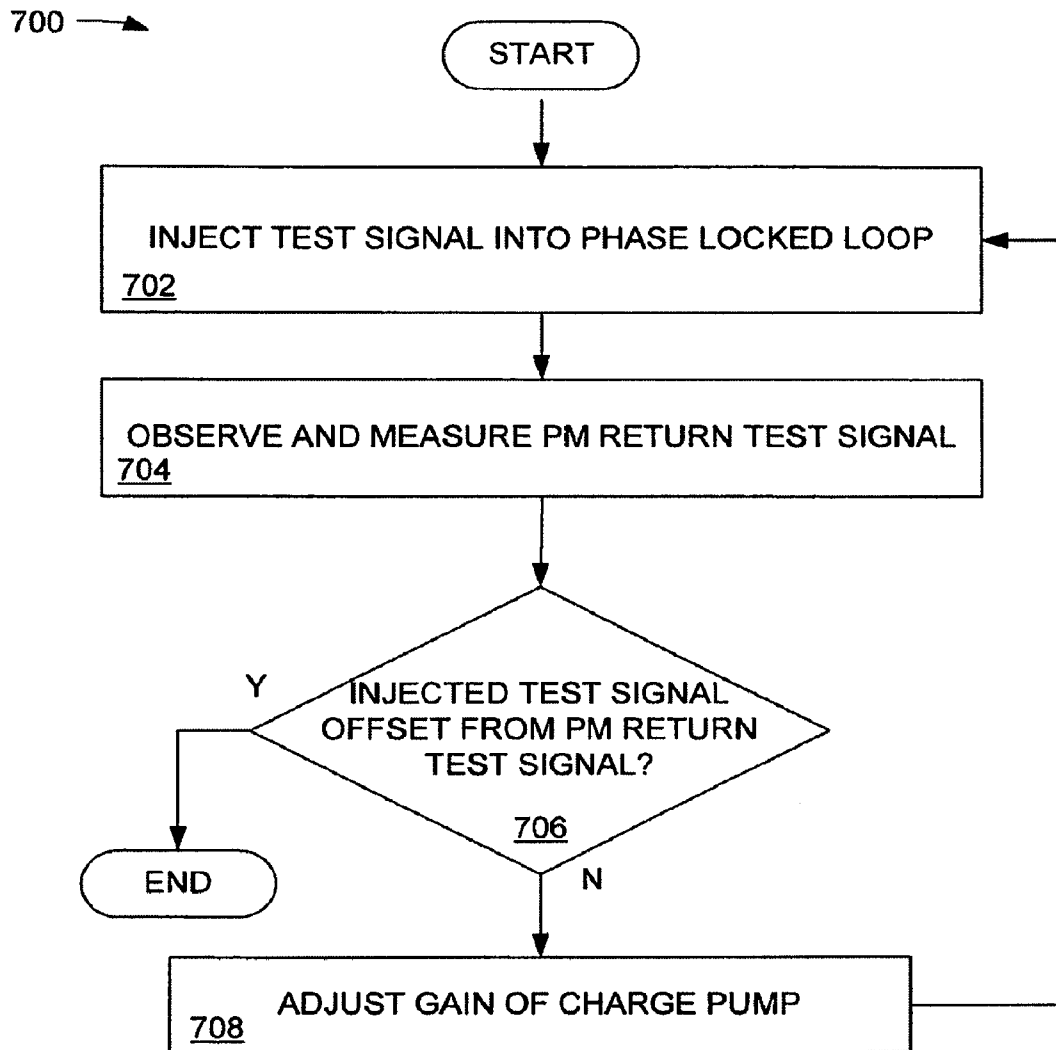 700
START
INJECT TEST SIGNAL INTO PHASE LOCKED LOOP
702
OBSERVE AND MEASURE PM RETURN TEST SIGNAL
704
Y
INJECTED TEST SIGNAL
OFFSET FROM PM RETURN
TEST SIGNAL?
706
END
N
ADJUST GAIN OF CHARGE PUMP
708